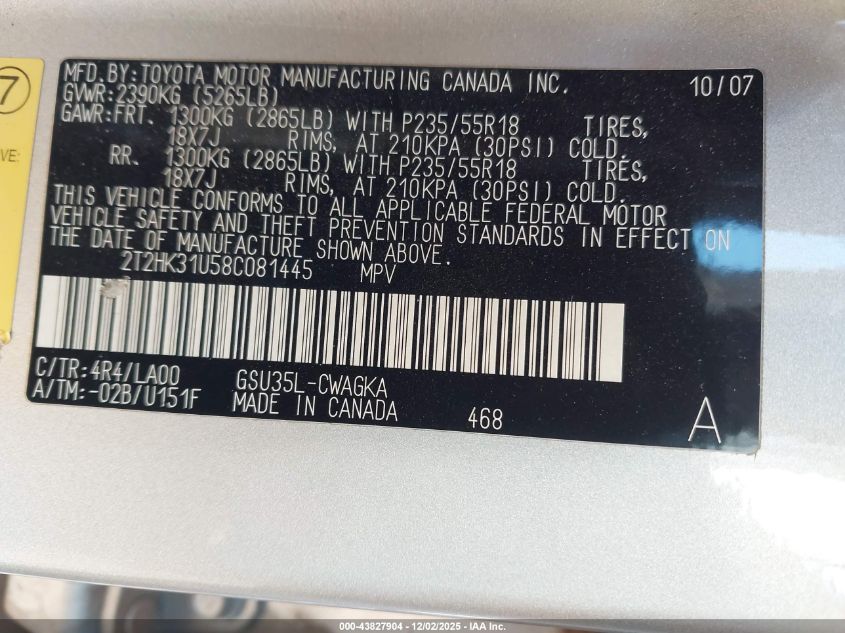 7
VE:
MFD.BY:TOYOTA MOTOR MANUFACTURING CANADA INC. 10/07
GVWR:2390KG (5265LB)
GAWR:FRT. 1300KG (2865LB) WITH P235/55R18 TIRES,
18X7J RIMS, AT 210KPA (30PSI) COLD.
RR. 1300KG (2865LB) WITH P235/55R18 TIRES,
18X7J RIMS, AT 210KPA (30PSI) COLD.
THIS VEHICLE CONFORMS TO ALL APPLICABLE FEDERAL MOTOR
VEHICLE SAFETY AND THEFT PREVENTION STANDARDS IN EFFECT ON
THE DATE OF MANUFACTURE SHOWN ABOVE.
2T2HK31U58C081445 MPV
C/TR:4R4/LA00 GSU35L-CWAGKA
A/TM:-02B/U151F MADE IN CANADA 468 A
000-43827904 - 12/02/2025 - IAA Inc.